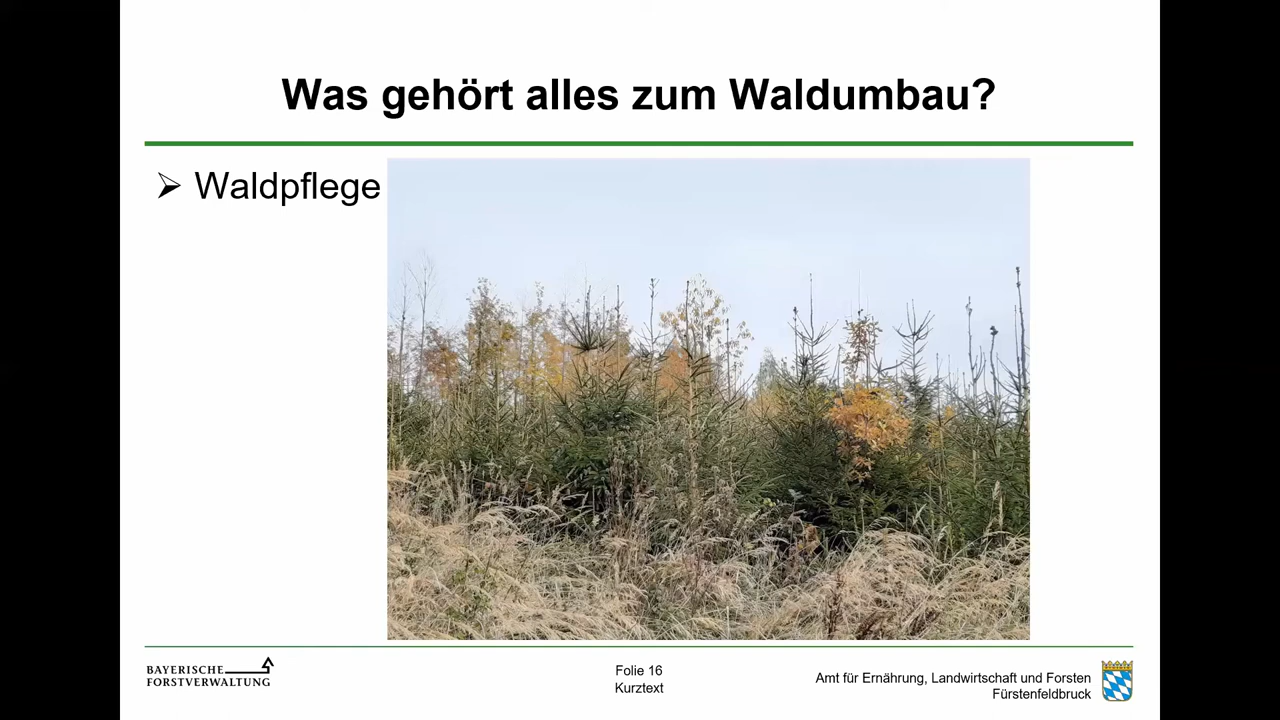 Was gehört alles zum Waldumbau?
➢ Waldpflege
BAYERISCHE
FORSTVERWALTUNG
Folie 16
Kurztext
Amt für Ernährung, Landwirtschaft und Forsten
Fürstenfeldbruck